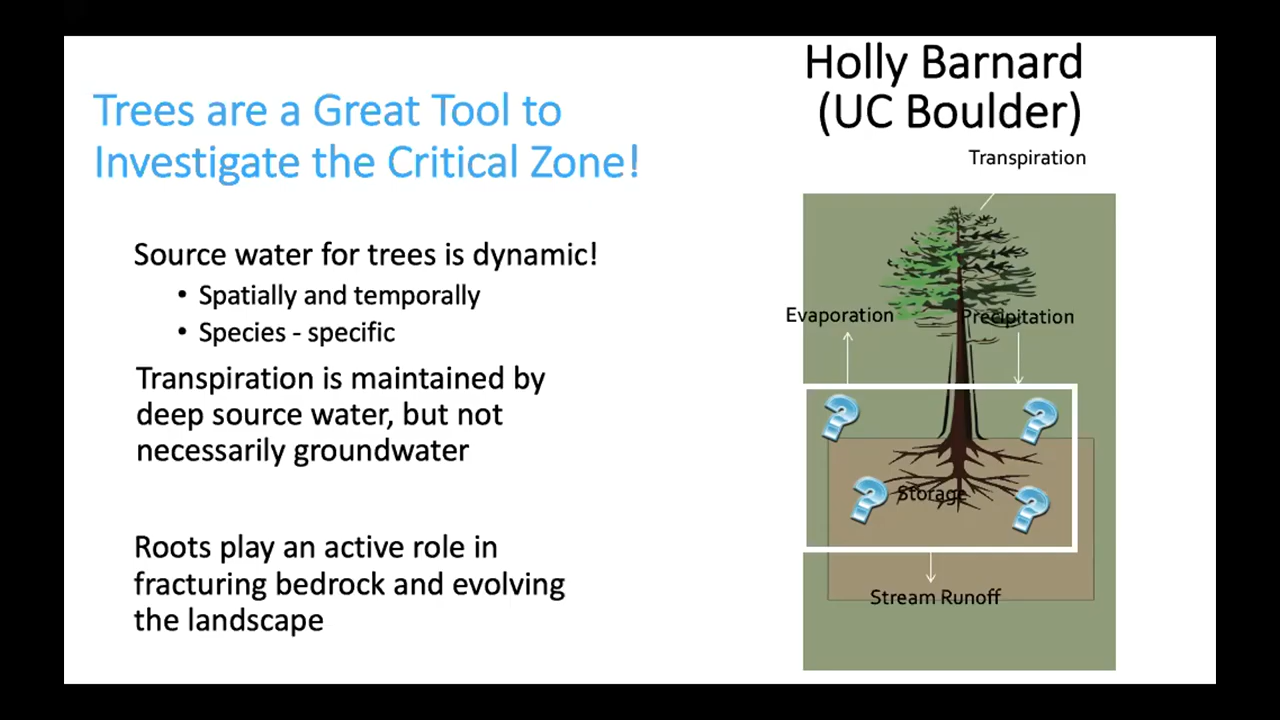 Trees are a Great Tool to
Investigate the Critical Zone!
Source water for trees is dynamic!
• Spatially and temporally
• Species - specific
Transpiration is maintained by
deep source water, but not
necessarily groundwater
Roots play an active role in
fracturing bedrock and evolving
the landscape
Holly Barnard
(UC Boulder)
Transpiration
Evaporation
Precipitation
? ?
? Storage ?
Stream Runoff